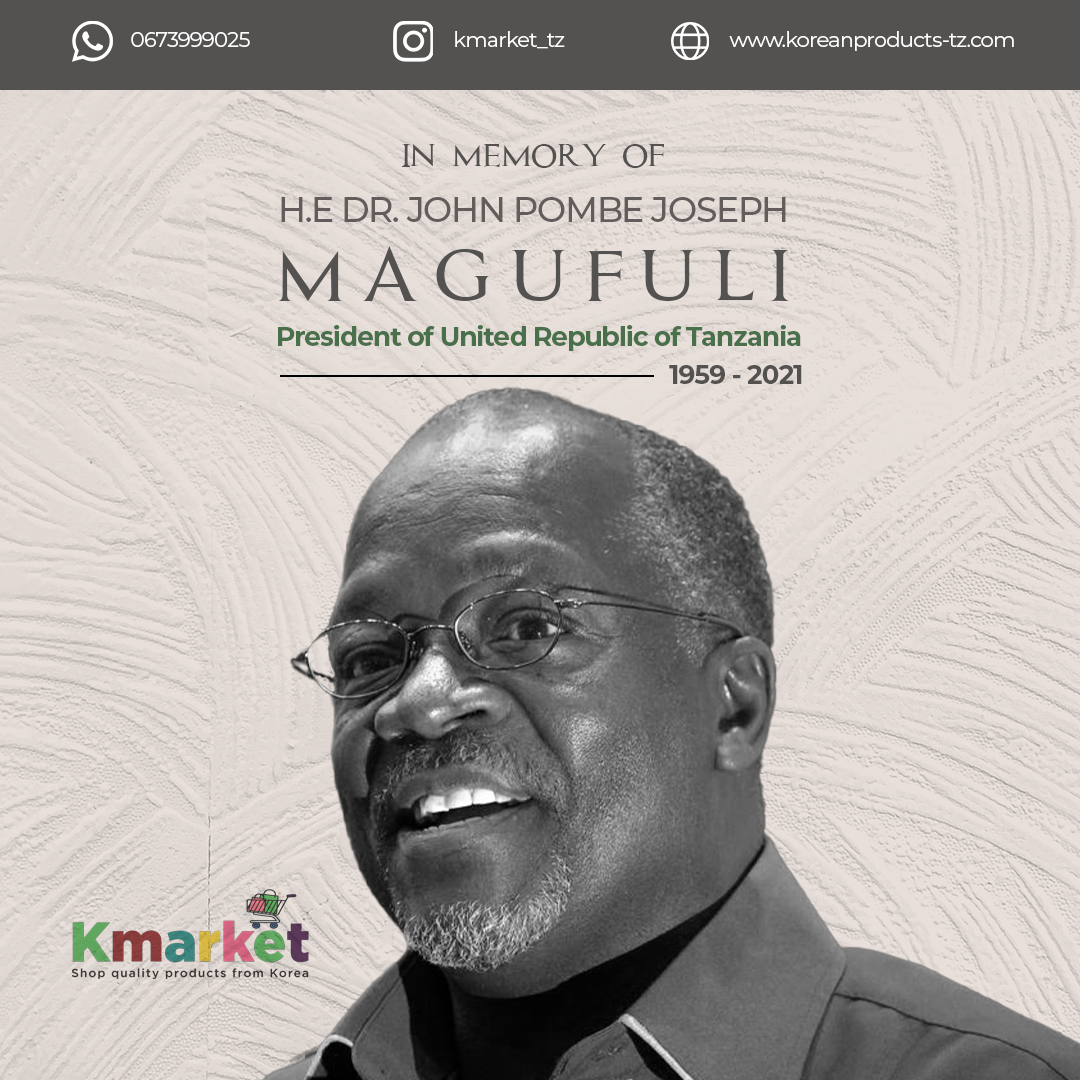 0673999025 kmarket_tz www.koreanproducts-tz.com
IN MEMORY OF
H.E DR. JOHN POMBE JOSEPH
MAGUFULI
President of United Republic of Tanzania
1959 - 2021
Kmarket
Shop quality products from Korea